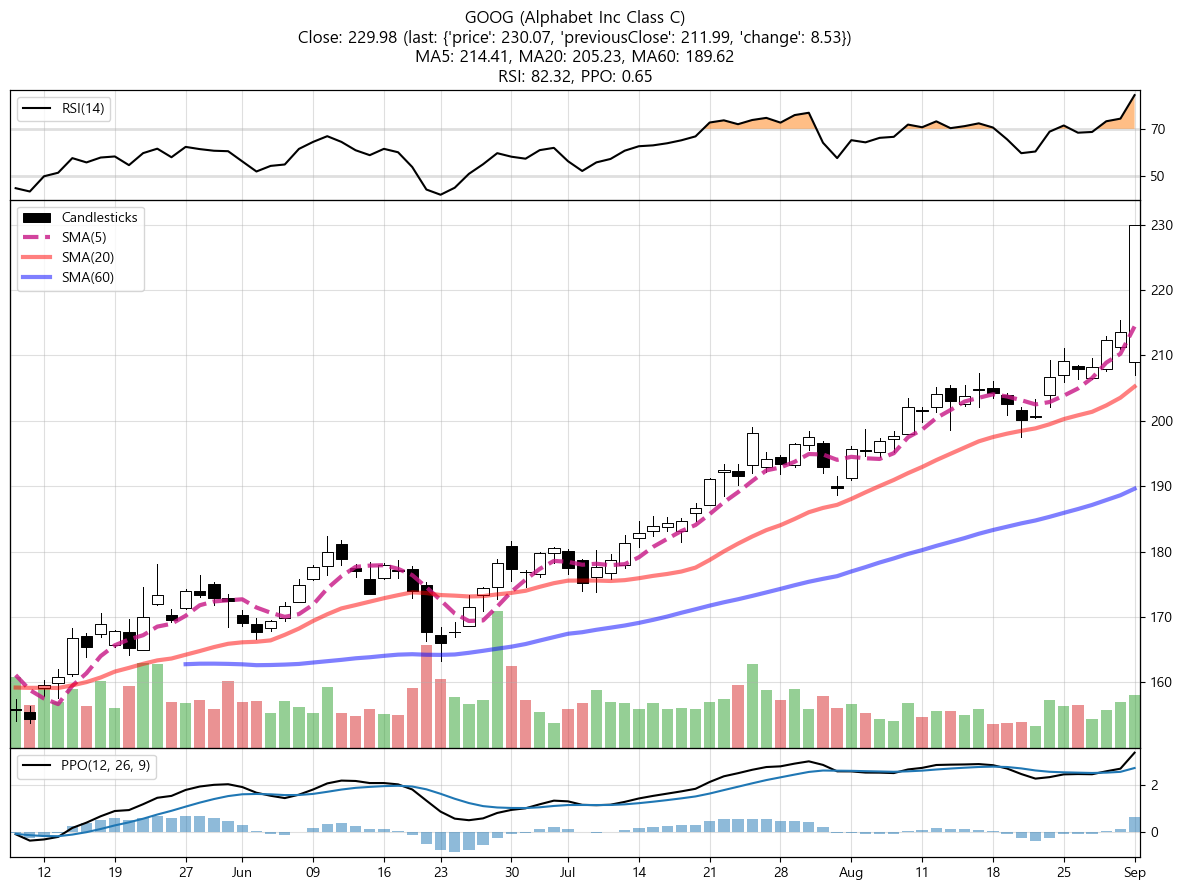 GOOG (Alphabet Inc Class C)
Close: 229.98 (last: {'price': 230.07, 'previousClose': 211.99, 'change': 8.53})
MA5: 214.41, MA20: 205.23, MA60: 189.62
RSI: 82.32, PPO: 0.65
RSI(14)
70
50
Candlesticks
SMA(5)
SMA(20)
SMA(60)
230
220
210
200
190
180
170
160
PPO(12, 26, 9)
2
0
12 19 27 Jun 09 16 23 30 Jul 14 21 28 Aug 11 18 25 Sep